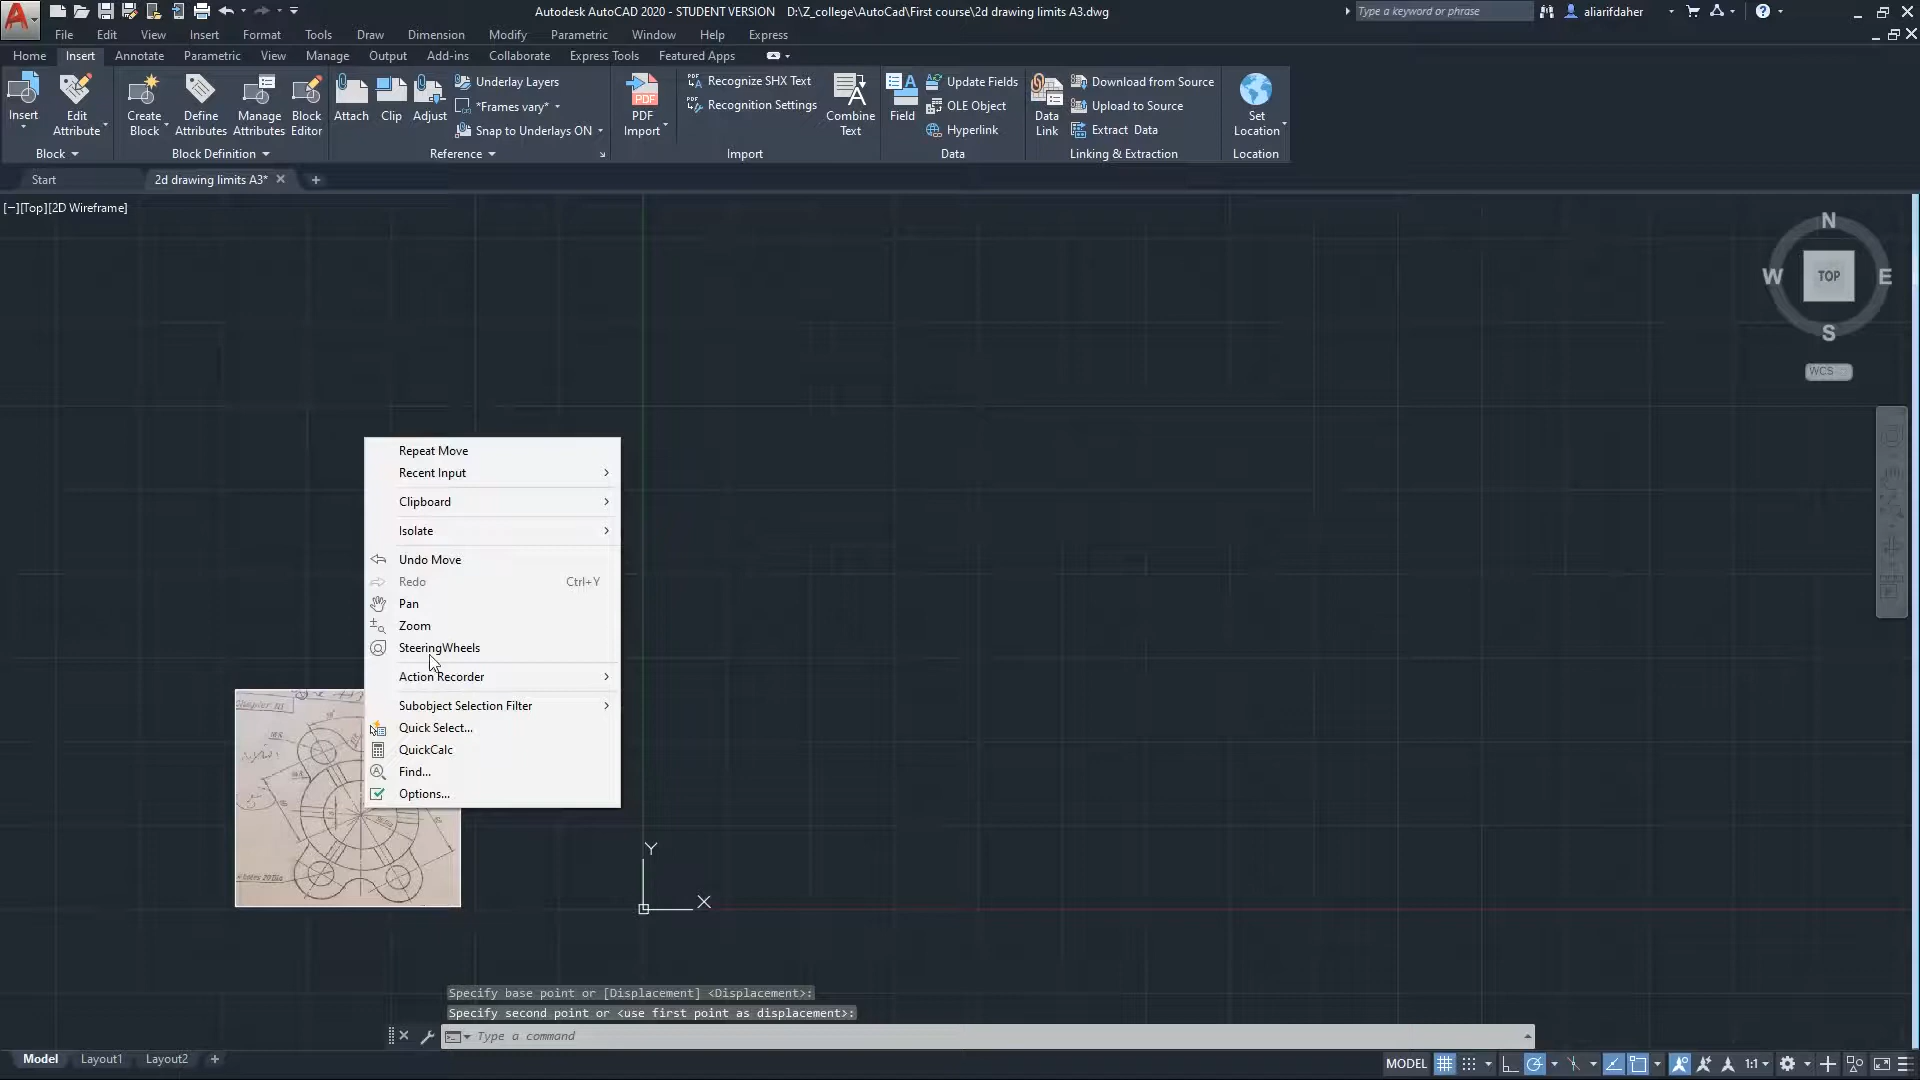 Autodesk AutoCAD 2020 - STUDENT VERSION D:\Z_college\AutoCad\First course\2d drawing limits A3.dwg
Type a keyword or phrase
aliarifdaher
File Edit View Insert Format Tools Draw Dimension Modify Parametric Window Help Express
Home Insert Annotate Parametric View Manage Output Add-ins Collaborate Express Tools Featured Apps
Insert
Edit Attribute
Block
Create Block
Define Attributes
Manage Attributes
Block Editor
Block Definition
Attach
Clip
Adjust
Underlay Layers
*Frames vary*
Snap to Underlays ON
Reference
PDF Import
Recognize SHX Text
Recognition Settings
Combine Text
Import
Field
Update Fields
OLE Object
Hyperlink
Data
Data Link
Download from Source
Upload to Source
Extract Data
Linking & Extraction
Set Location
Location
Start
2d drawing limits A3*
[−][Top][2D Wireframe]
N
W
TOP
E
S
WCS
Repeat Move
Recent Input
Clipboard
Isolate
Undo Move
Redo Ctrl+Y
Pan
Zoom
SteeringWheels
Action Recorder
Subobject Selection Filter
Quick Select...
QuickCalc
Find...
Options...
Y
X
Specify base point or [Displacement] <Displacement>:
Specify second point or <use first point as displacement>:
Type a command
Model Layout1 Layout2
MODEL
1:1